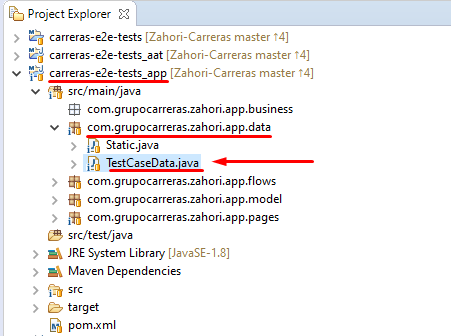 Project Explorer
carreras-e2e-tests [Zahori-Carreras master ↑4]
carreras-e2e-tests_aat [Zahori-Carreras master ↑4]
carreras-e2e-tests_app [Zahori-Carreras master ↑4]
src/main/java
com.grupocarreras.zahori.app.business
com.grupocarreras.zahori.app.data
Static.java
TestCaseData.java
com.grupocarreras.zahori.app.flows
com.grupocarreras.zahori.app.model
com.grupocarreras.zahori.app.pages
src/test/java
JRE System Library [JavaSE-1.8]
Maven Dependencies
src
target
pom.xml